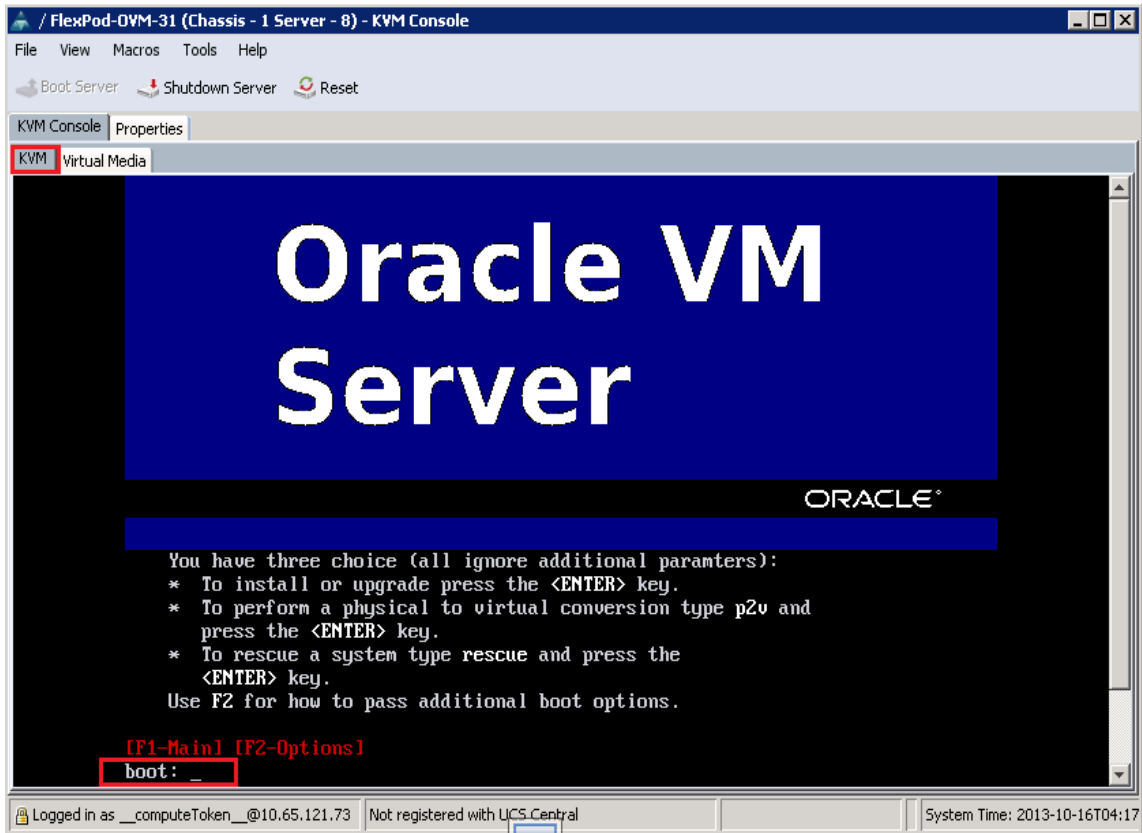 / FlexPod-OVM-31 (Chassis - 1 Server - 8) - KVM Console
File View Macros Tools Help
Boot Server Shutdown Server Reset
KVM Console Properties
KVM Virtual Media
Oracle VM
Server
ORACLE
You have three choice (all ignore additional paramters):
* To install or upgrade press the <ENTER> key.
* To perform a physical to virtual conversion type p2v and
press the <ENTER> key.
* To rescue a system type rescue and press the
<ENTER> key.
Use F2 for how to pass additional boot options.
[F1-Main] [F2-Options]
boot: _
Logged in as __computeToken__@10.65.121.73 Not registered with UCS Central System Time: 2013-10-16T04:17